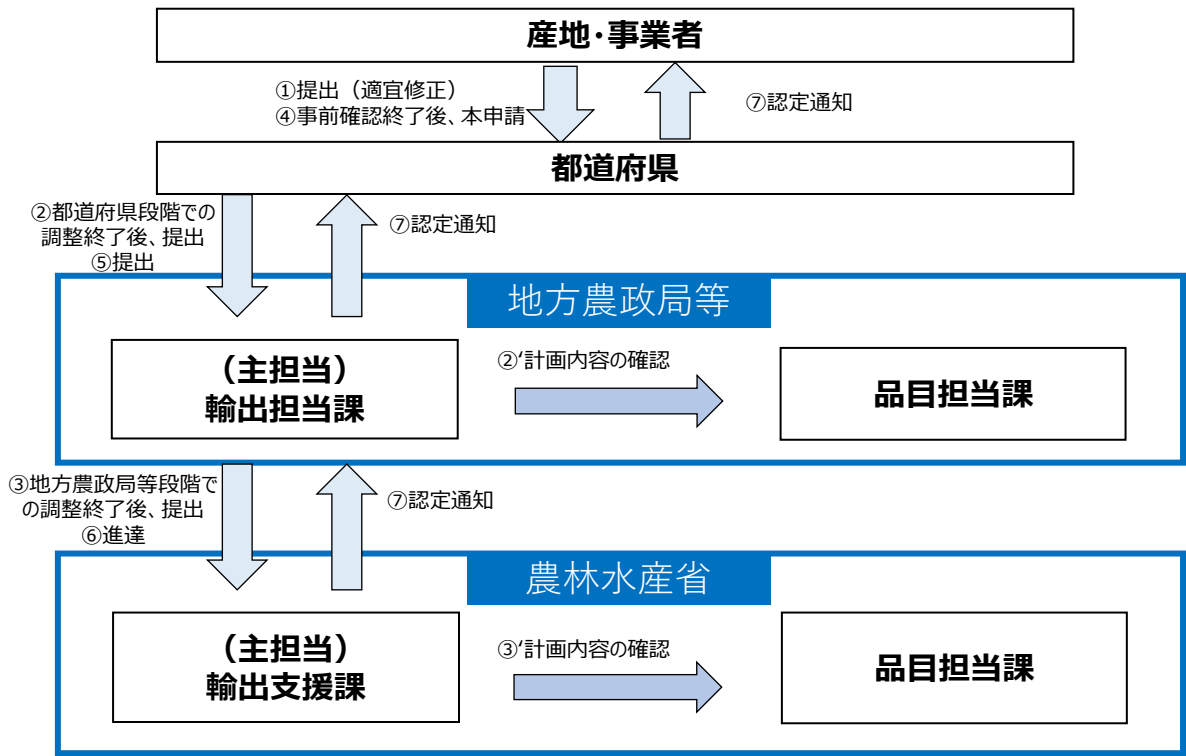 産地・事業者
①提出（適宜修正）
④事前確認終了後、本申請
⑦認定通知
都道府県
②都道府県段階での
調整終了後、提出
⑤提出
⑦認定通知
地方農政局等
（主担当）
輸出担当課
②‘計画内容の確認
品目担当課
③地方農政局等段階で
の調整終了後、提出
⑥進達
⑦認定通知
農林水産省
（主担当）
輸出支援課
③‘計画内容の確認
品目担当課